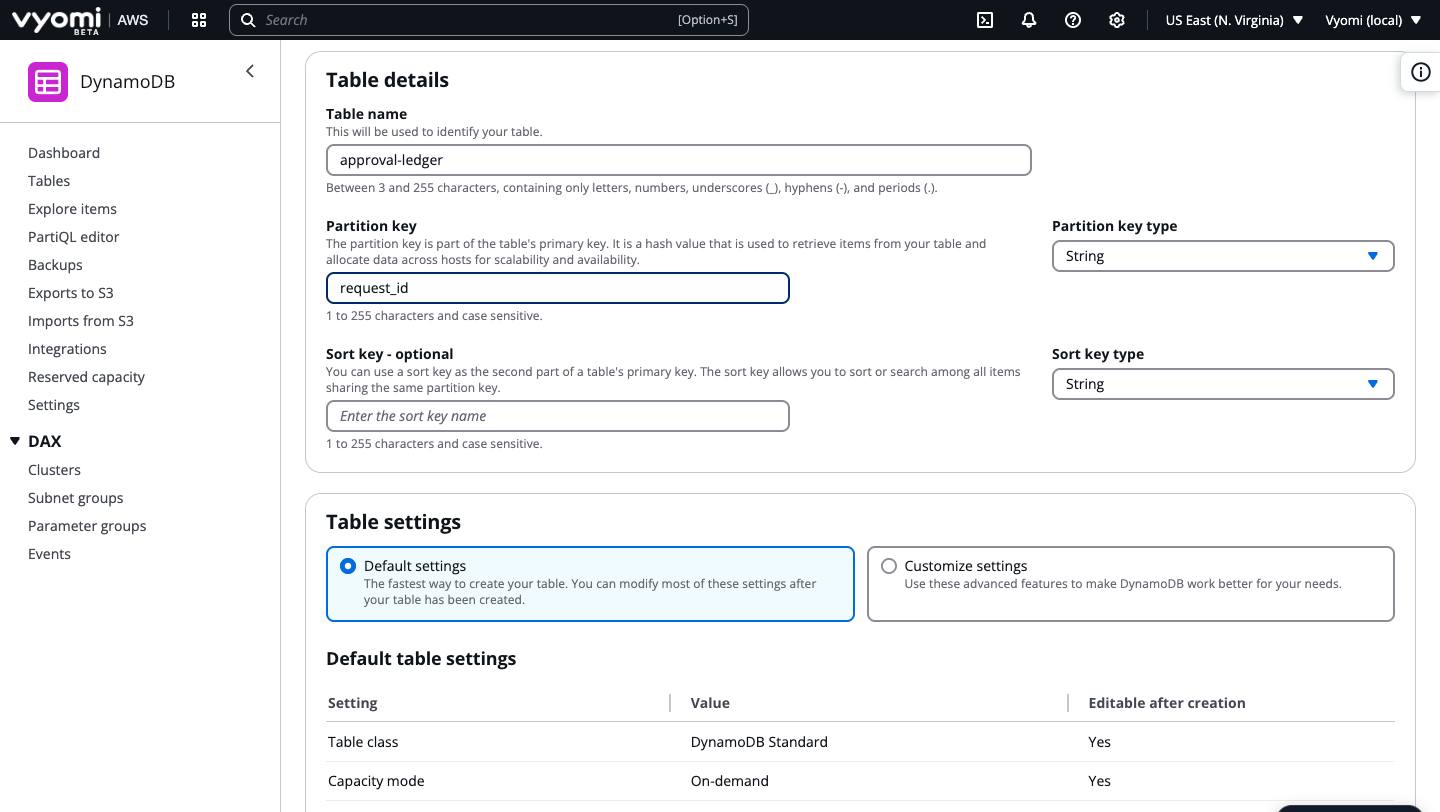 vyomi BETA AWS Search [Option+S] US East (N. Virginia) Vyomi (local)
DynamoDB
Dashboard
Tables
Explore items
PartiQL editor
Backups
Exports to S3
Imports from S3
Integrations
Reserved capacity
Settings
DAX
Clusters
Subnet groups
Parameter groups
Events
Table details
Table name
This will be used to identify your table.
approval-ledger
Between 3 and 255 characters, containing only letters, numbers, underscores (_), hyphens (-), and periods (.).
Partition key
The partition key is part of the table's primary key. It is a hash value that is used to retrieve items from your table and
allocate data across hosts for scalability and availability.
request_id
1 to 255 characters and case sensitive.
Partition key type
String
Sort key - optional
You can use a sort key as the second part of a table's primary key. The sort key allows you to sort or search among all items
sharing the same partition key.
Enter the sort key name
1 to 255 characters and case sensitive.
Sort key type
String
Table settings
Default settings
The fastest way to create your table. You can modify most of these settings after
your table has been created.
Customize settings
Use these advanced features to make DynamoDB work better for your needs.
Default table settings
Setting Value Editable after creation
Table class DynamoDB Standard Yes
Capacity mode On-demand Yes